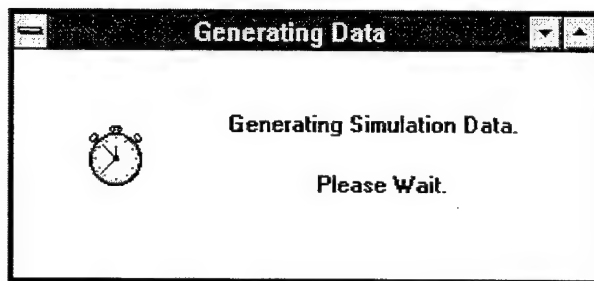 Generating Data
Generating Simulation Data.
Please Wait.